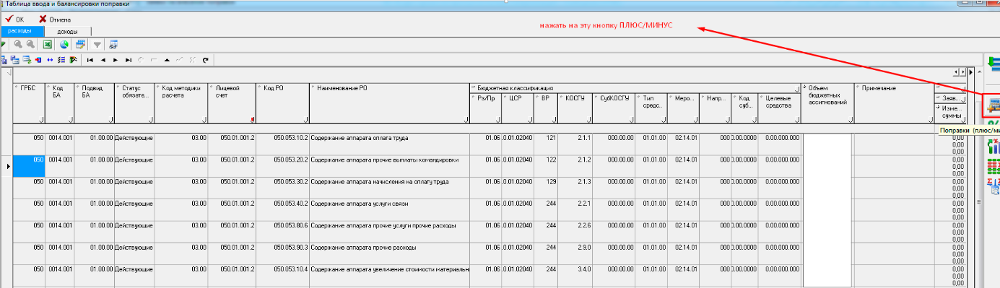 Таблица ввода и балансировки поправки
OK Отмена
расходы доходы
нажать на эту кнопку ПЛЮС/МИНУС
ГРБС Код БА Подвид БА Статус обязате... Код методики расчета Лицевой счет Код РО Наименование РО Бюджетная классификация Объем бюджетных ассигнований Примечание
Рз/Пр ЦСР ВР КОСГУ СубКОСГУ Тип средс... Меро... Напр... Код суб... Целевые средства Заяв...
Изме... суммы
050 0014.001 01.00.00 Действующие 03.00 050.01.001.2 050.053.10.2 Содержание аппарата оплата труда 01.06 .0.01.02040 121 2.1.1 000.00.00 01.01.00 02.14.01 000 0.00.0000 0.00.000.000 0,00
0,00
0,00
050 0014.001 01.00.00 Действующие 03.00 050.01.001.2 050.053.20.2 Содержание аппарата прочие выплаты командировки 01.06 .0.01.02040 122 2.1.2 000.00.00 01.01.00 02.14.01 000 0.00.0000 0.00.000.000 0,00
0,00
0,00
050 0014.001 01.00.00 Действующие 03.00 050.01.001.2 050.053.30.2 Содержание аппарата начисления на оплату труда 01.06 .0.01.02040 129 2.1.3 000.00.00 01.01.00 02.14.01 000 0.00.0000 0.00.000.000 0,00
0,00
0,00
050 0014.001 01.00.00 Действующие 03.00 050.01.001.2 050.053.40.2 Содержание аппарата услуги связи 01.06 .0.01.02040 244 2.2.1 000.00.00 01.01.00 02.14.01 000 0.00.0000 0.00.000.000 0,00
0,00
0,00
050 0014.001 01.00.00 Действующие 03.00 050.01.001.2 050.053.80.6 Содержание аппарата прочие услуги прочие расходы 01.06 .0.01.02040 244 2.2.6 000.00.00 01.01.00 02.14.01 000 0.00.0000 0.00.000.000 0,00
0,00
0,00
050 0014.001 01.00.00 Действующие 03.00 050.01.001.2 050.053.90.3 Содержание аппарата прочие расходы 01.06 .0.01.02040 244 2.9.0 000.00.00 01.01.00 02.14.01 000 0.00.0000 0.00.000.000 0,00
0,00
0,00
050 0014.001 01.00.00 Действующие 03.00 050.01.001.2 050.053.10.4 Содержание аппарата увеличение стоимости материальн 01.06 .0.01.02040 244 3.4.0 000.00.00 01.01.00 02.14.01 000 0.00.0000 0.00.000.000 0,00
0,00
0,00
Поправки (плюс/ми